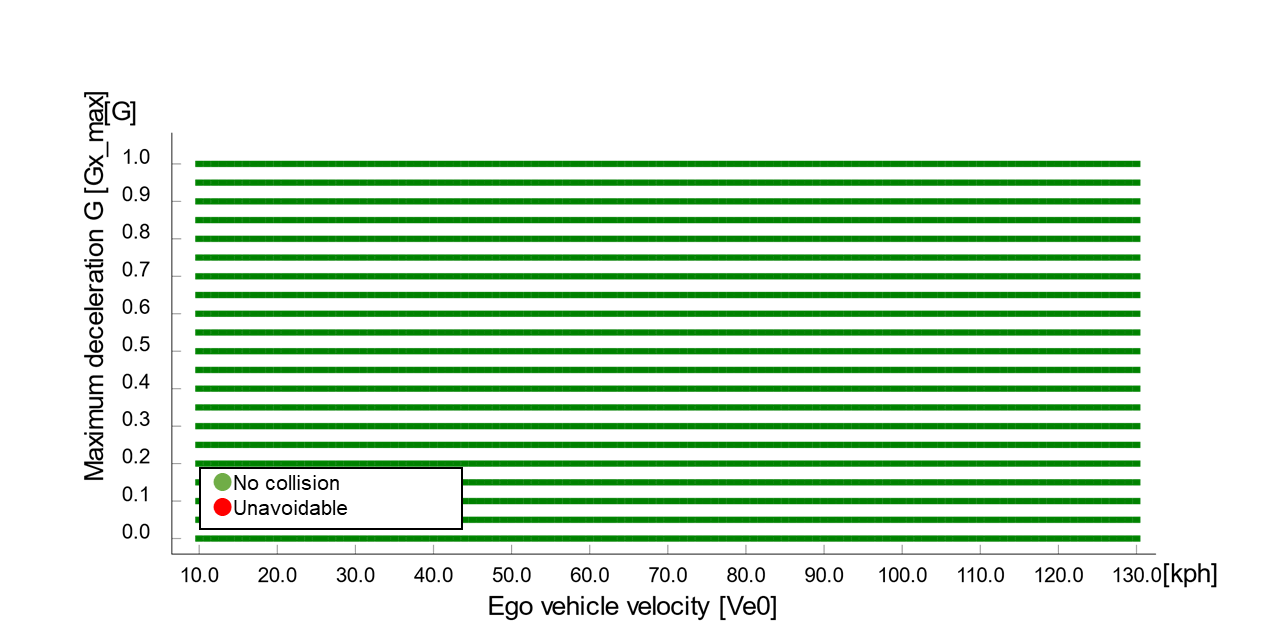 [G]
Maximum deceleration G [Gx_max]
1.0
0.9
0.8
0.7
0.6
0.5
0.4
0.3
0.2
0.1
0.0
No collision
Unavoidable
10.0 20.0 30.0 40.0 50.0 60.0 70.0 80.0 90.0 100.0 110.0 120.0 130.0 [kph]
Ego vehicle velocity [Ve0]